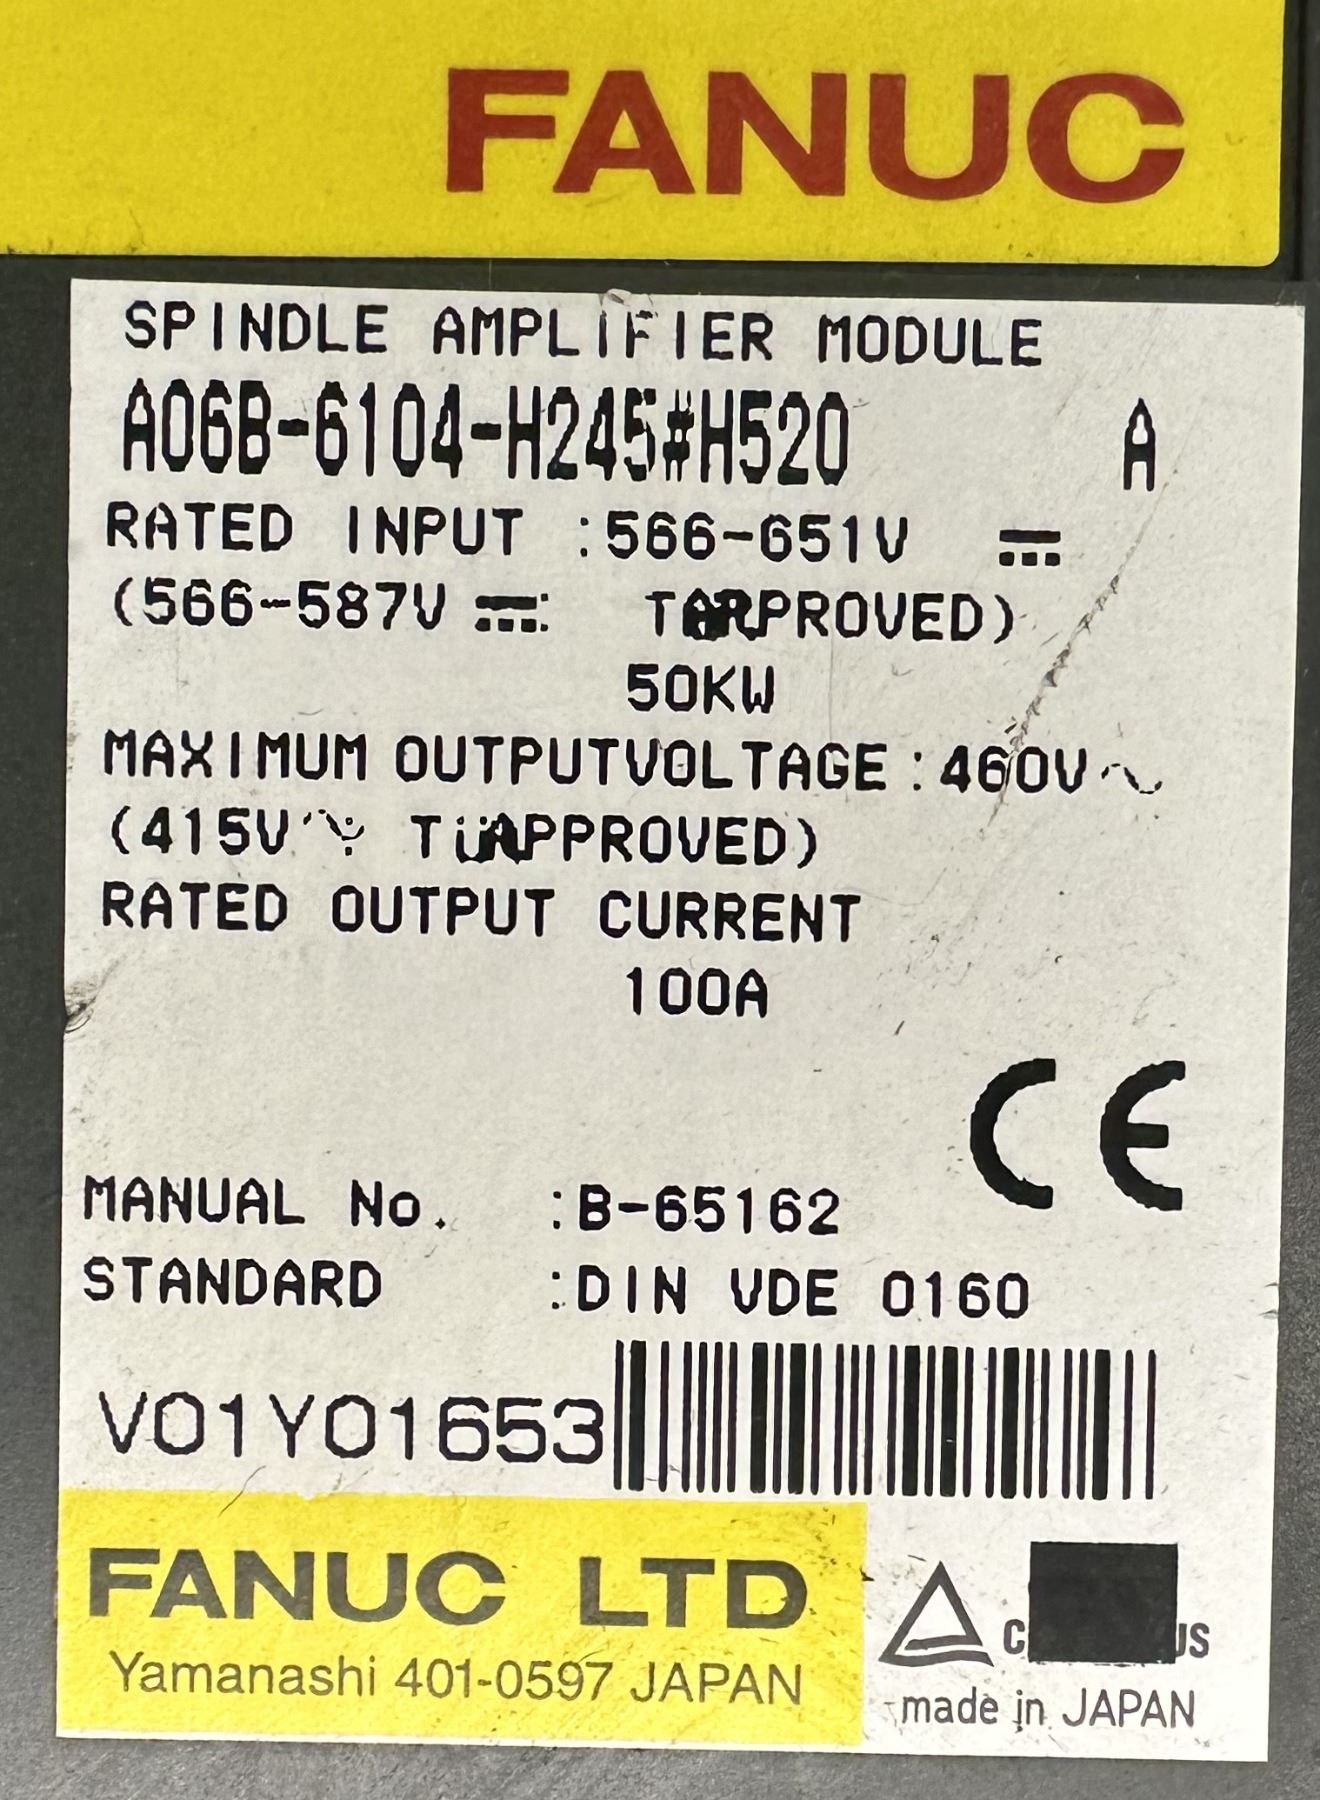 FANUC
SPINDLE AMPLIFIER MODULE
A06B-6104-H245#H520 A
RATED INPUT :566-651V ⎓
(566-587V ⎓ APPROVED)
50KW
MAXIMUM OUTPUTVOLTAGE :460V～
(415V～ APPROVED)
RATED OUTPUT CURRENT
100A
CE
MANUAL No. :B-65162
STANDARD :DIN VDE 0160
V01Y01653
FANUC LTD
Yamanashi 401-0597 JAPAN
C US
made in JAPAN